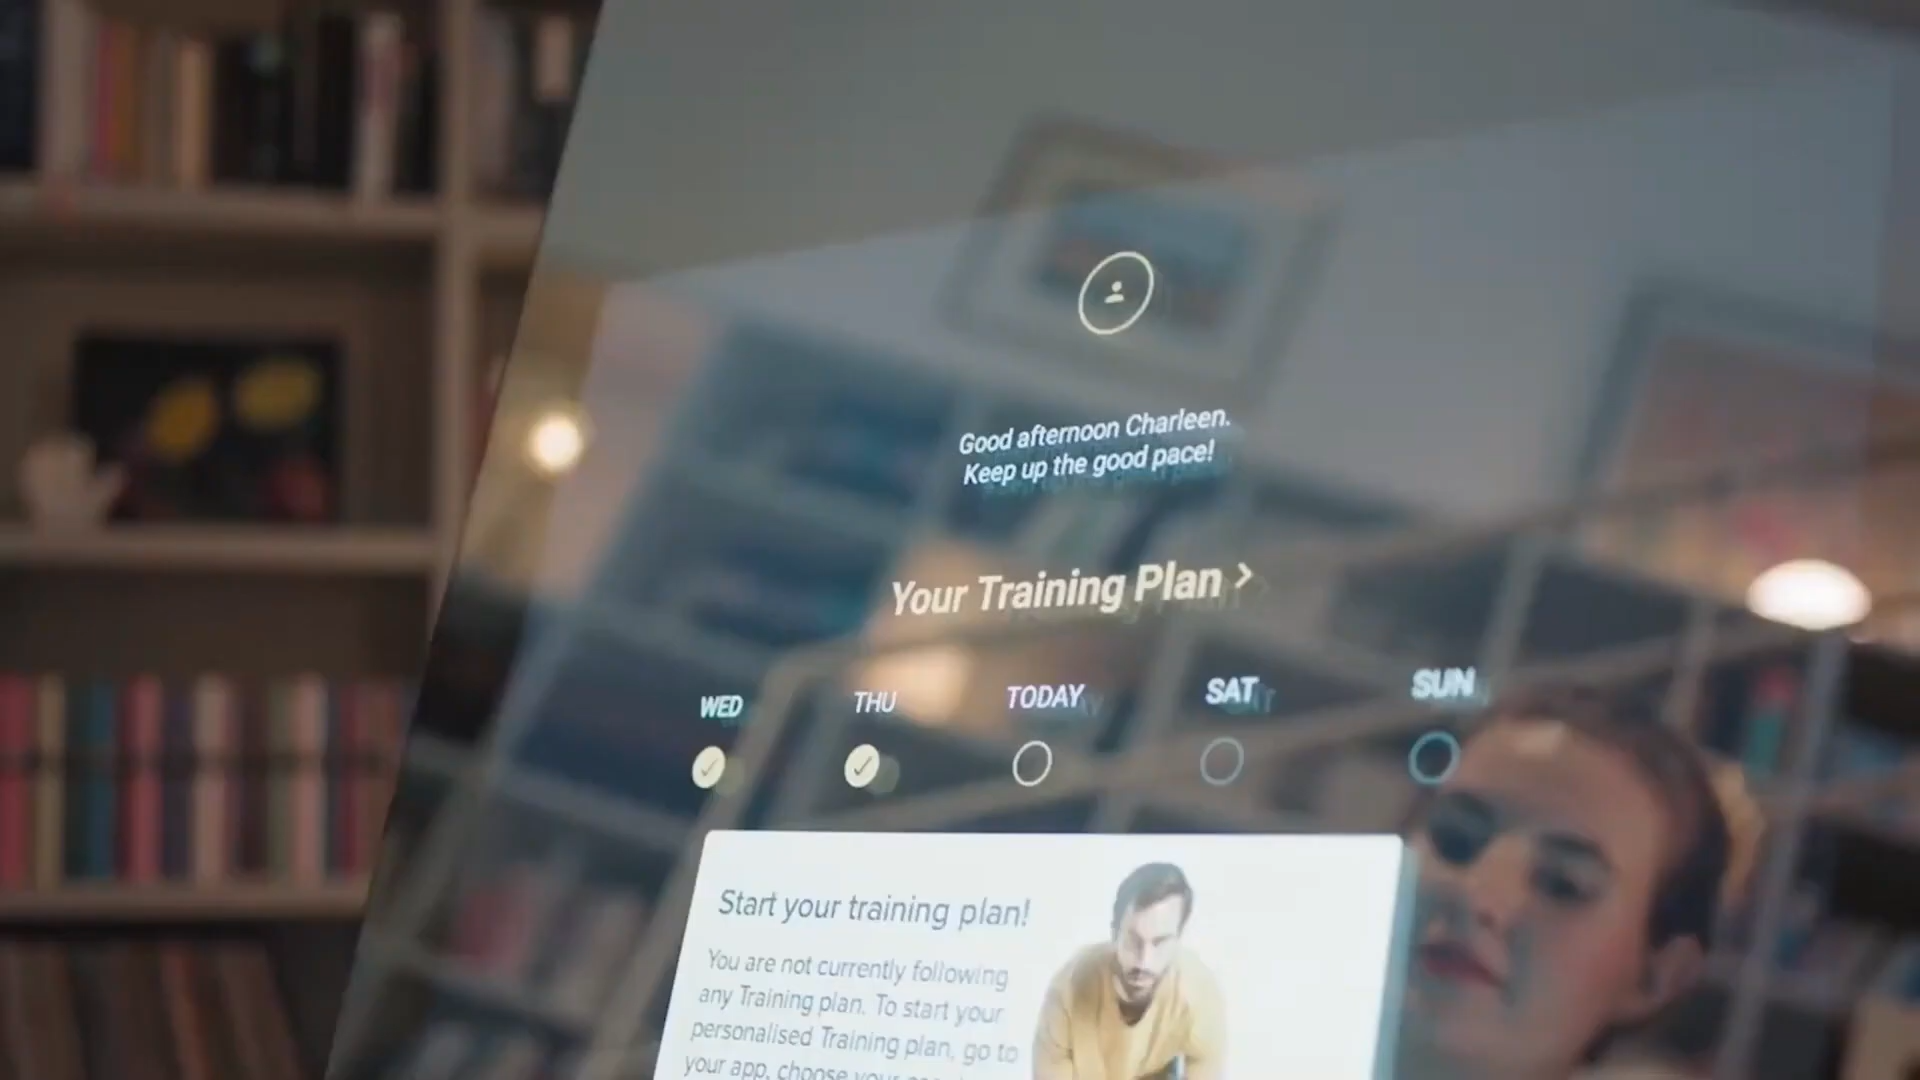 Good afternoon Charleen.
Keep up the good pace!
Your Training Plan >
WED THU TODAY SAT SUN
Start your training plan!
You are not currently following
any Training plan. To start your
personalised Training plan, go to
your app, choose your